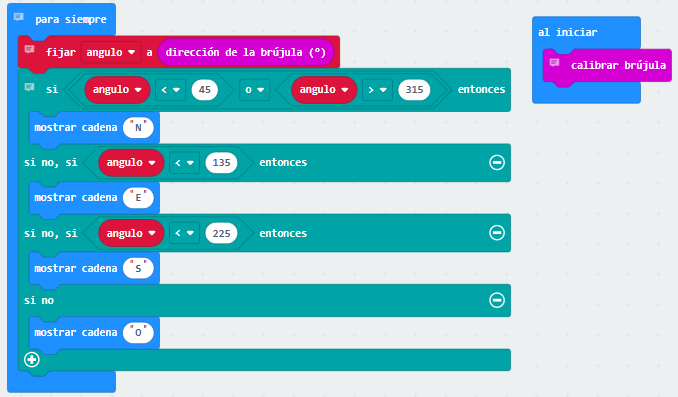 para siempre
al iniciar
fijar angulo a dirección de la brújula (°)
calibrar brújula
si angulo < 45 o angulo > 315 entonces
mostrar cadena "N"
si no, si angulo < 135 entonces
mostrar cadena "E"
si no, si angulo < 225 entonces
mostrar cadena "S"
si no
mostrar cadena "O"